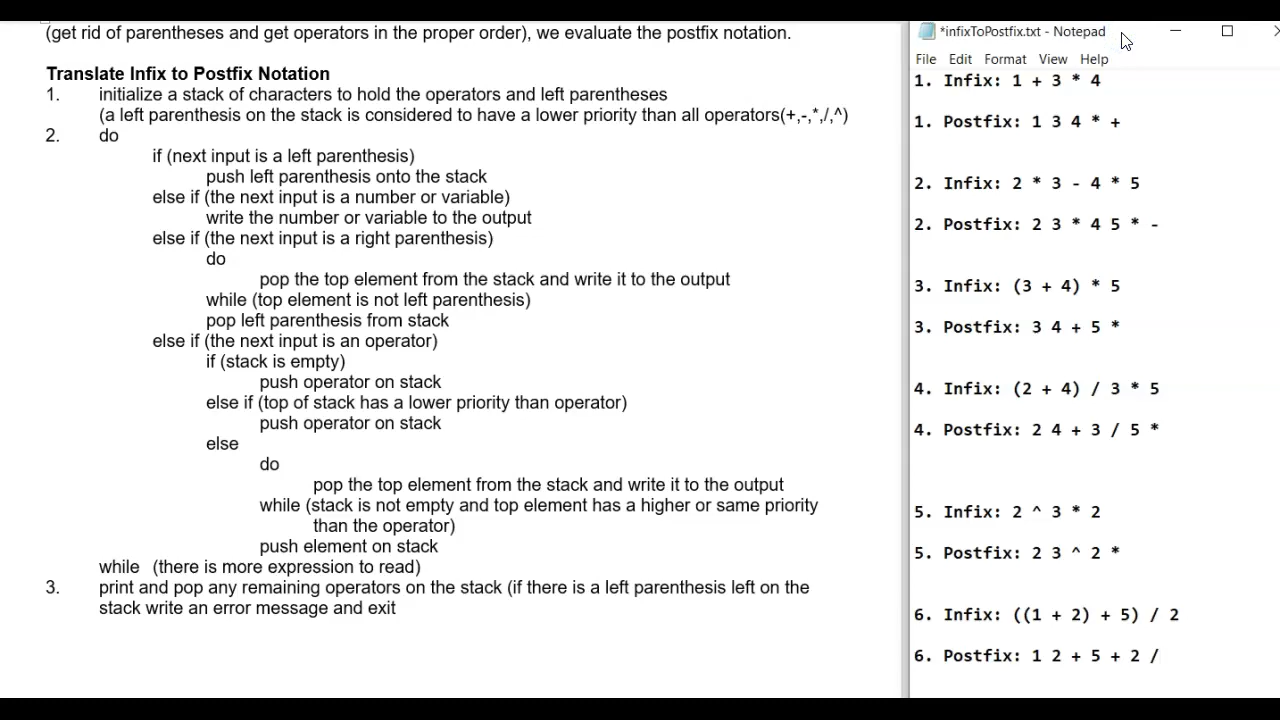 (get rid of parentheses and get operators in the proper order), we evaluate the postfix notation.
Translate Infix to Postfix Notation
1. initialize a stack of characters to hold the operators and left parentheses
(a left parenthesis on the stack is considered to have a lower priority than all operators(+,-,*,/,^)
2. do
if (next input is a left parenthesis)
push left parenthesis onto the stack
else if (the next input is a number or variable)
write the number or variable to the output
else if (the next input is a right parenthesis)
do
pop the top element from the stack and write it to the output
while (top element is not left parenthesis)
pop left parenthesis from stack
else if (the next input is an operator)
if (stack is empty)
push operator on stack
else if (top of stack has a lower priority than operator)
push operator on stack
else
do
pop the top element from the stack and write it to the output
while (stack is not empty and top element has a higher or same priority
than the operator)
push element on stack
while (there is more expression to read)
3. print and pop any remaining operators on the stack (if there is a left parenthesis left on the
stack write an error message and exit
*infixToPostfix.txt - Notepad
File Edit Format View Help
1. Infix: 1 + 3 * 4
1. Postfix: 1 3 4 * +
2. Infix: 2 * 3 - 4 * 5
2. Postfix: 2 3 * 4 5 * -
3. Infix: (3 + 4) * 5
3. Postfix: 3 4 + 5 *
4. Infix: (2 + 4) / 3 * 5
4. Postfix: 2 4 + 3 / 5 *
5. Infix: 2 ^ 3 * 2
5. Postfix: 2 3 ^ 2 *
6. Infix: ((1 + 2) + 5) / 2
6. Postfix: 1 2 + 5 + 2 /